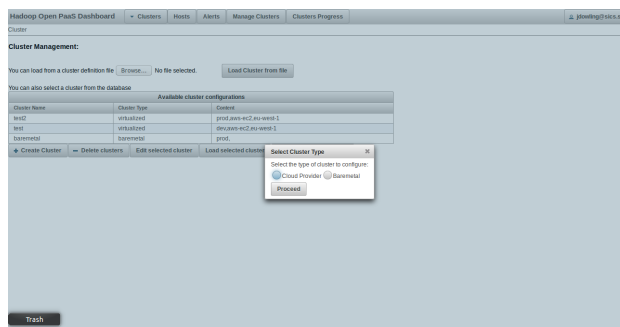 Hadoop Open PaaS Dashboard Clusters Hosts Alerts Manage Clusters Clusters Progress jdowling@sics.s
Cluster
Cluster Management:
You can load from a cluster definition file Browse... No file selected. Load Cluster from file
You can also select a cluster from the database
Available cluster configurations
Cluster Name Cluster Type Content
test2 virtualized prod,aws-ec2,eu-west-1
test virtualized dev,aws-ec2,eu-west-1
baremetal baremetal prod,
Create Cluster Delete clusters Edit selected cluster Load selected cluster
Select Cluster Type
Select the type of cluster to configure:
Cloud Provider Baremetal
Proceed
Trash